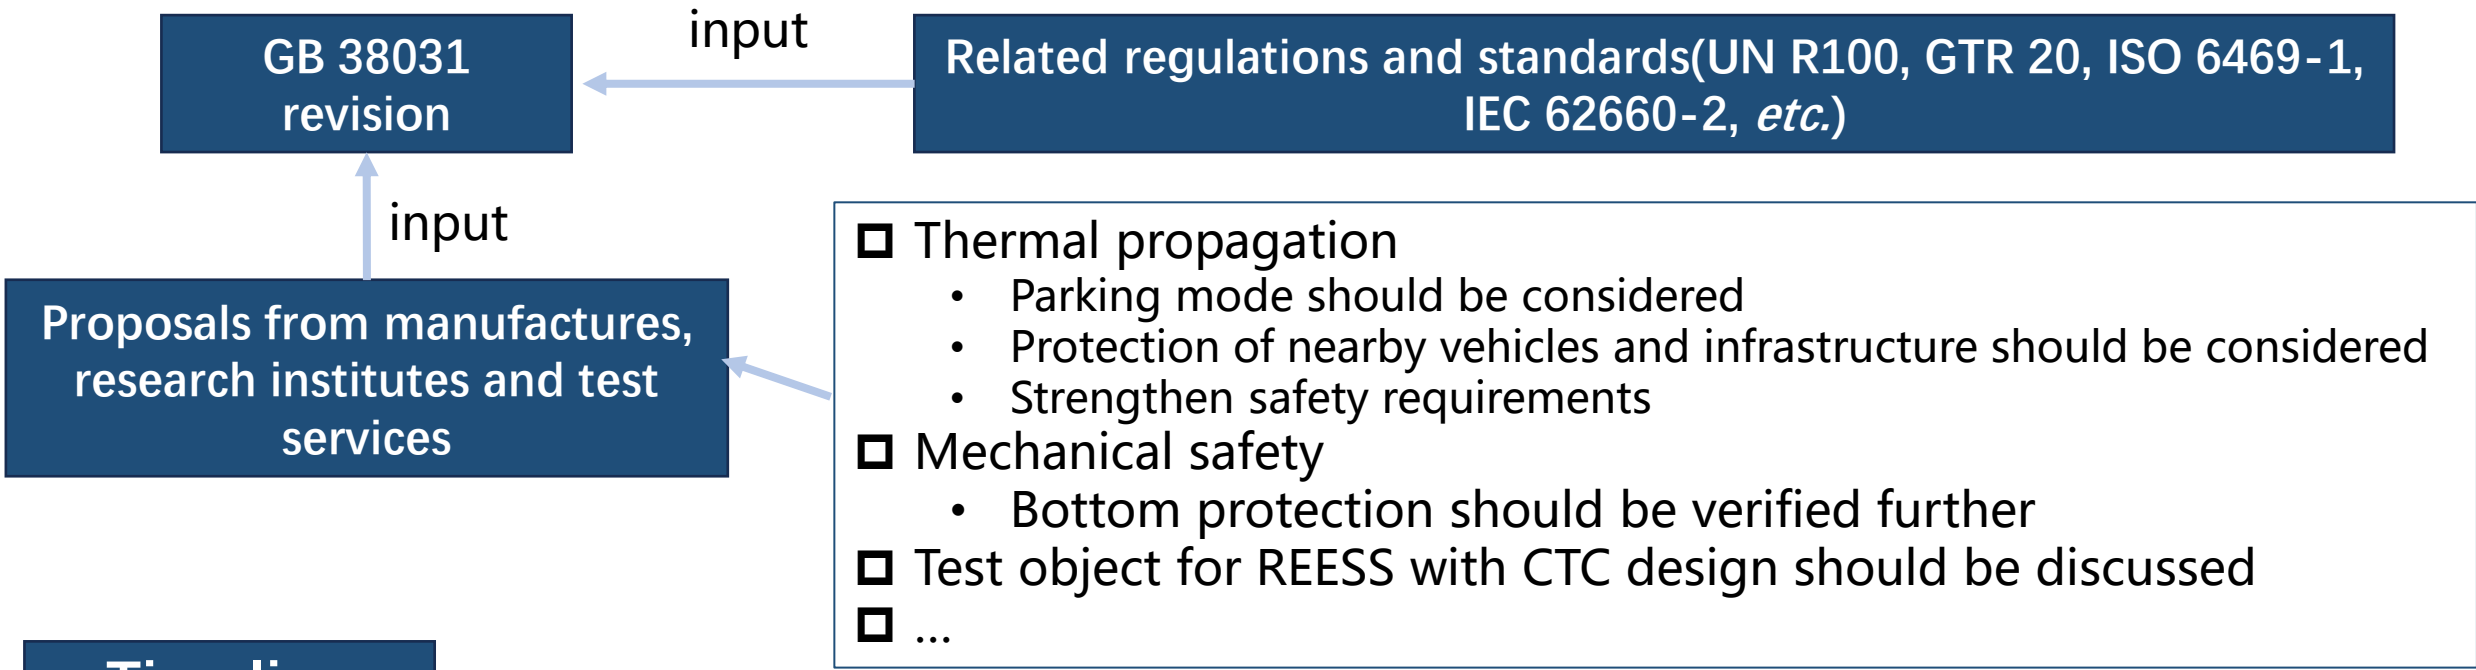 GB 38031
revision
input
Related regulations and standards(UN R100, GTR 20, ISO 6469-1,
IEC 62660-2, etc.)
input
Proposals from manufactures,
research institutes and test
services
Thermal propagation
• Parking mode should be considered
• Protection of nearby vehicles and infrastructure should be considered
• Strengthen safety requirements
Mechanical safety
• Bottom protection should be verified further
Test object for REESS with CTC design should be discussed
...